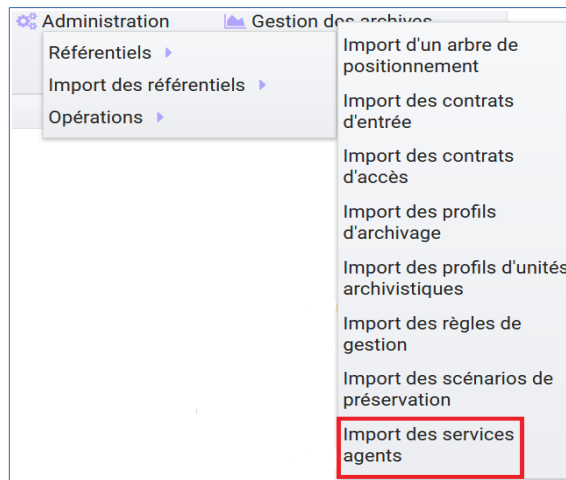 Administration
Gestion des archives
Référentiels
Import des référentiels
Opérations
Import d'un arbre de
positionnement
Import des contrats
d'entrée
Import des contrats
d'accès
Import des profils
d'archivage
Import des profils d'unités
archivistiques
Import des règles de
gestion
Import des scénarios de
préservation
Import des services
agents